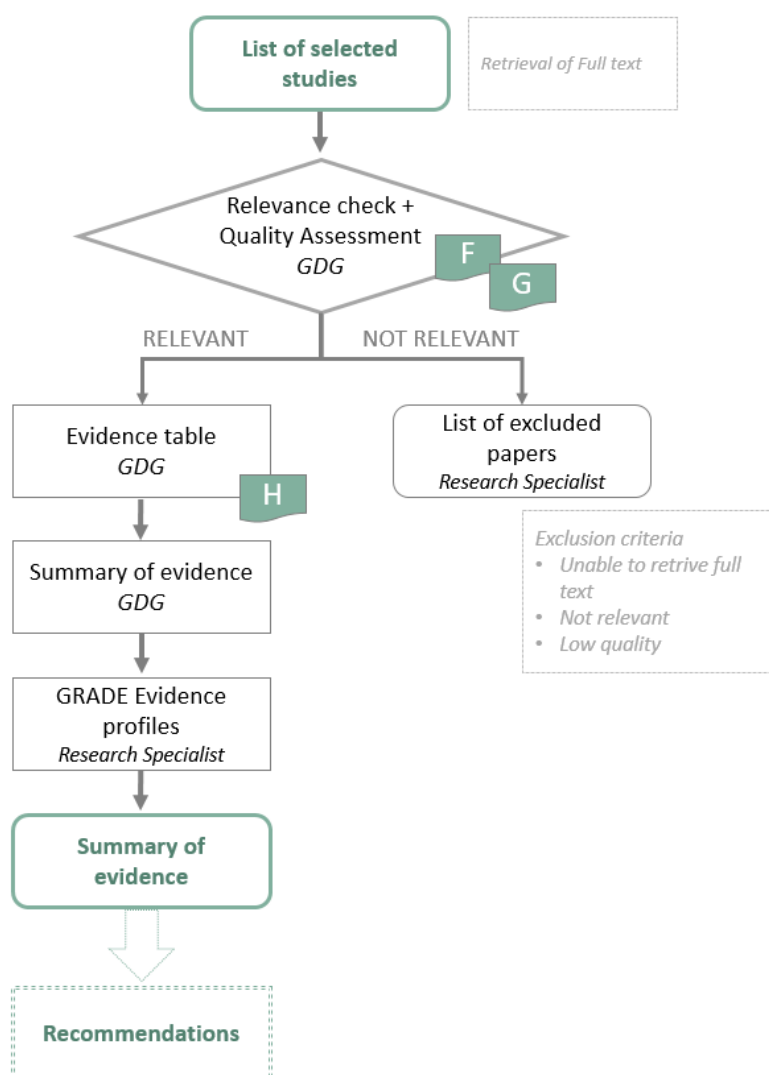 List of selected
studies
Retrieval of Full text
Relevance check +
Quality Assessment
GDG
F
G
RELEVANT
NOT RELEVANT
Evidence table
GDG
H
List of excluded
papers
Research Specialist
Exclusion criteria
• Unable to retrive full
text
• Not relevant
• Low quality
Summary of evidence
GDG
GRADE Evidence
profiles
Research Specialist
Summary of
evidence
Recommendations